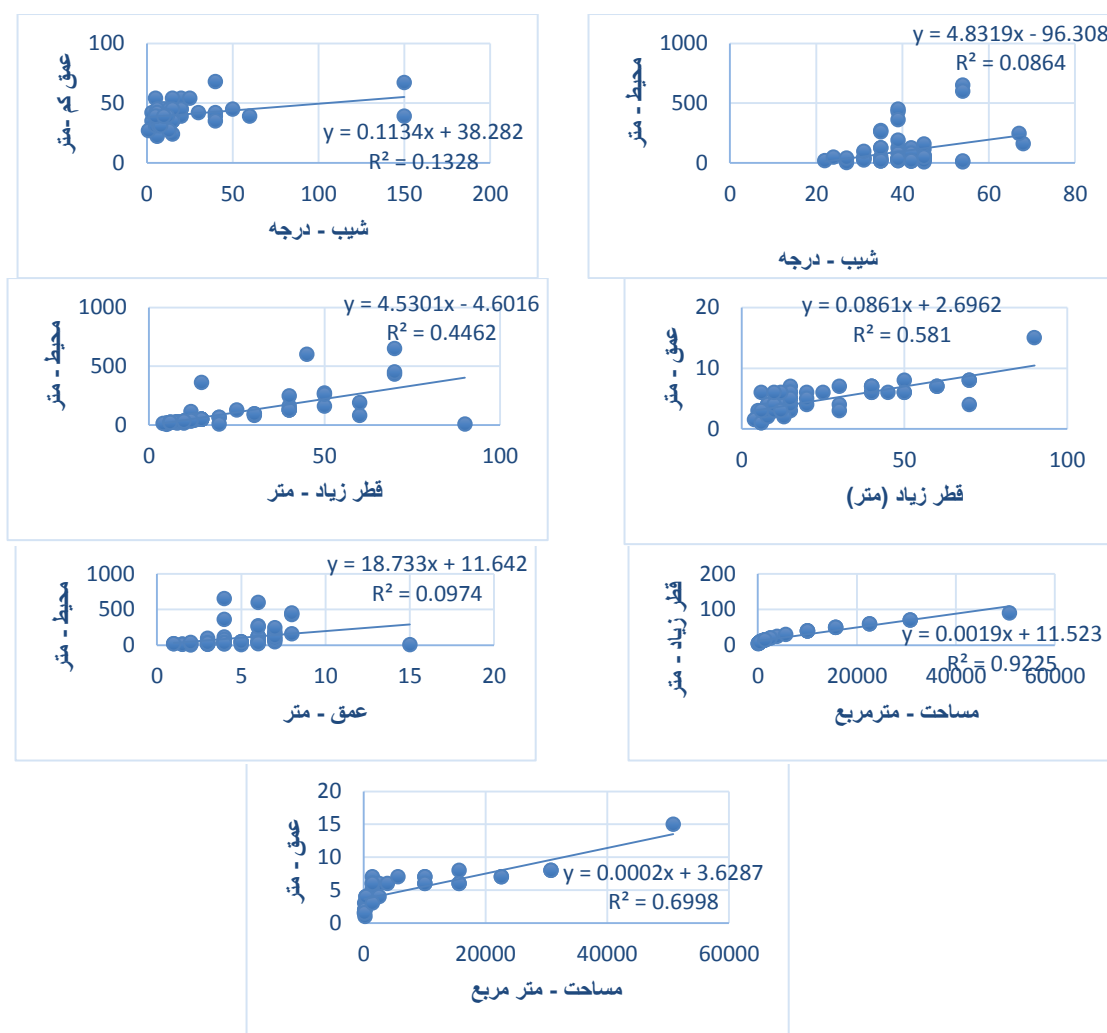 100
50
0
0 50 100 150 200
عمق کم -متر
شیب - درجه
y = 0.1134x + 38.282
R² = 0.1328
1000
500
0
0 20 40 60 80
محیط - متر
شیب - درجه
y = 4.8319x - 96.308
R² = 0.0864
1000
500
0
0 50 100
محیط - متر
قطر زیاد - متر
y = 4.5301x - 4.6016
R² = 0.4462
20
10
0
0 50 100
عمق - متر
قطر زیاد (متر)
y = 0.0861x + 2.6962
R² = 0.581
1000
500
0
0 5 10 15 20
محیط - متر
عمق - متر
y = 18.733x + 11.642
R² = 0.0974
200
100
0
0 20000 40000 60000
قطر زیاد - متر
مساحت - مترمربع
y = 0.0019x + 11.523
R² = 0.9225
20
15
10
5
0
0 20000 40000 60000
عمق - متر
مساحت - متر مربع
y = 0.0002x + 3.6287
R² = 0.6998